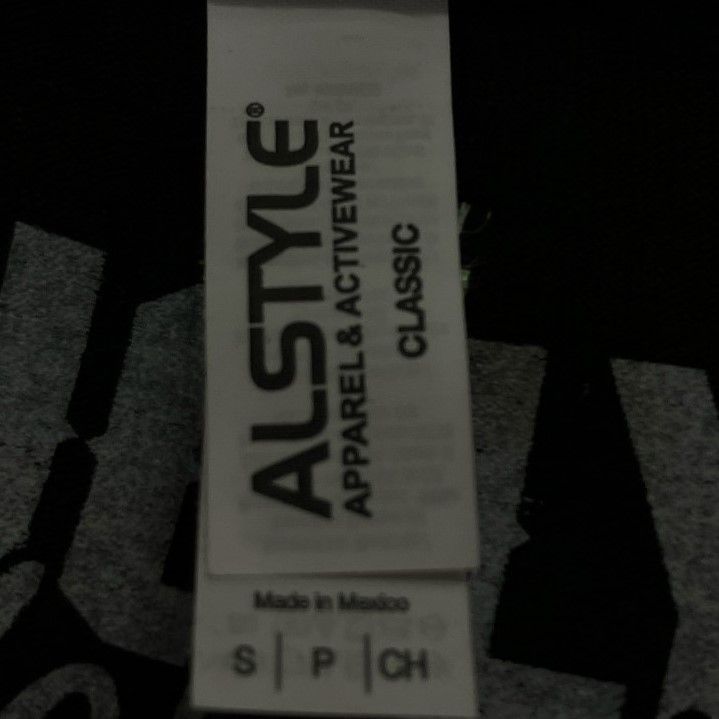 ALSTYLE®
APPAREL & ACTIVEWEAR
CLASSIC
Made in Mexico
S | P | CH